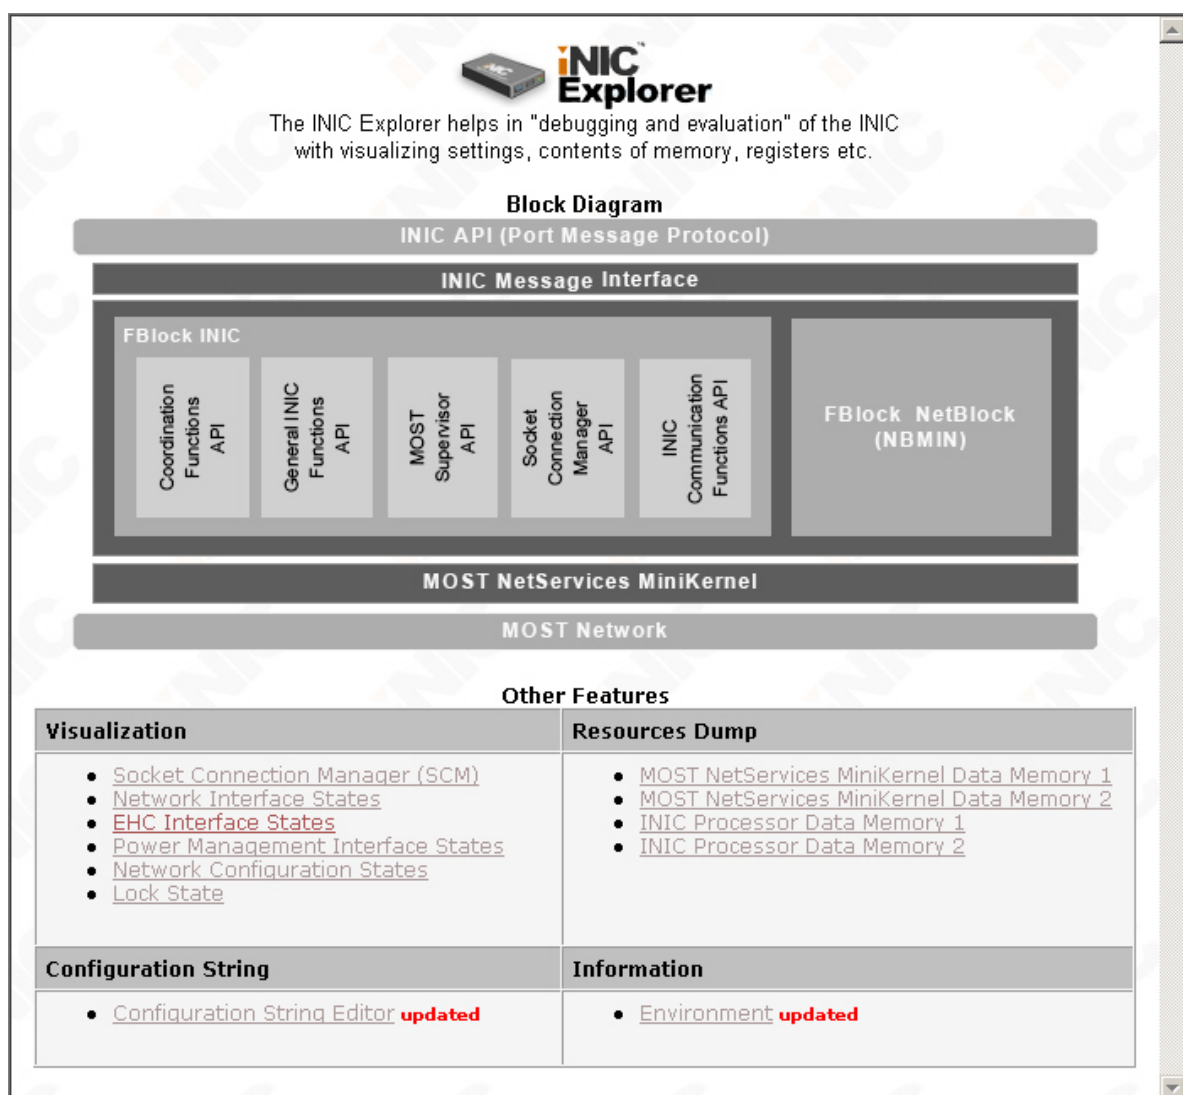 iNIC™
Explorer
The INIC Explorer helps in "debugging and evaluation" of the INIC
with visualizing settings, contents of memory, registers etc.
Block Diagram
INIC API (Port Message Protocol)
INIC Message Interface
FBlock INIC
Coordination
Functions
API
General INIC
Functions
API
MOST
Supervisor
API
Socket
Connection
Manager
API
INIC
Communication
Functions API
FBlock NetBlock
(NBMIN)
MOST NetServices MiniKernel
MOST Network
Other Features
Visualization
Socket Connection Manager (SCM)
Network Interface States
EHC Interface States
Power Management Interface States
Network Configuration States
Lock State
Resources Dump
MOST NetServices MiniKernel Data Memory 1
MOST NetServices MiniKernel Data Memory 2
INIC Processor Data Memory 1
INIC Processor Data Memory 2
Configuration String
Configuration String Editor updated
Information
Environment updated